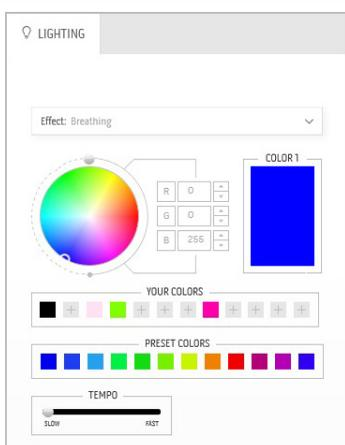 LIGHTING
Effect: Breathing
COLOR 1
R 0
G 0
B 255
YOUR COLORS
PRESET COLORS
TEMPO
SLOW FAST